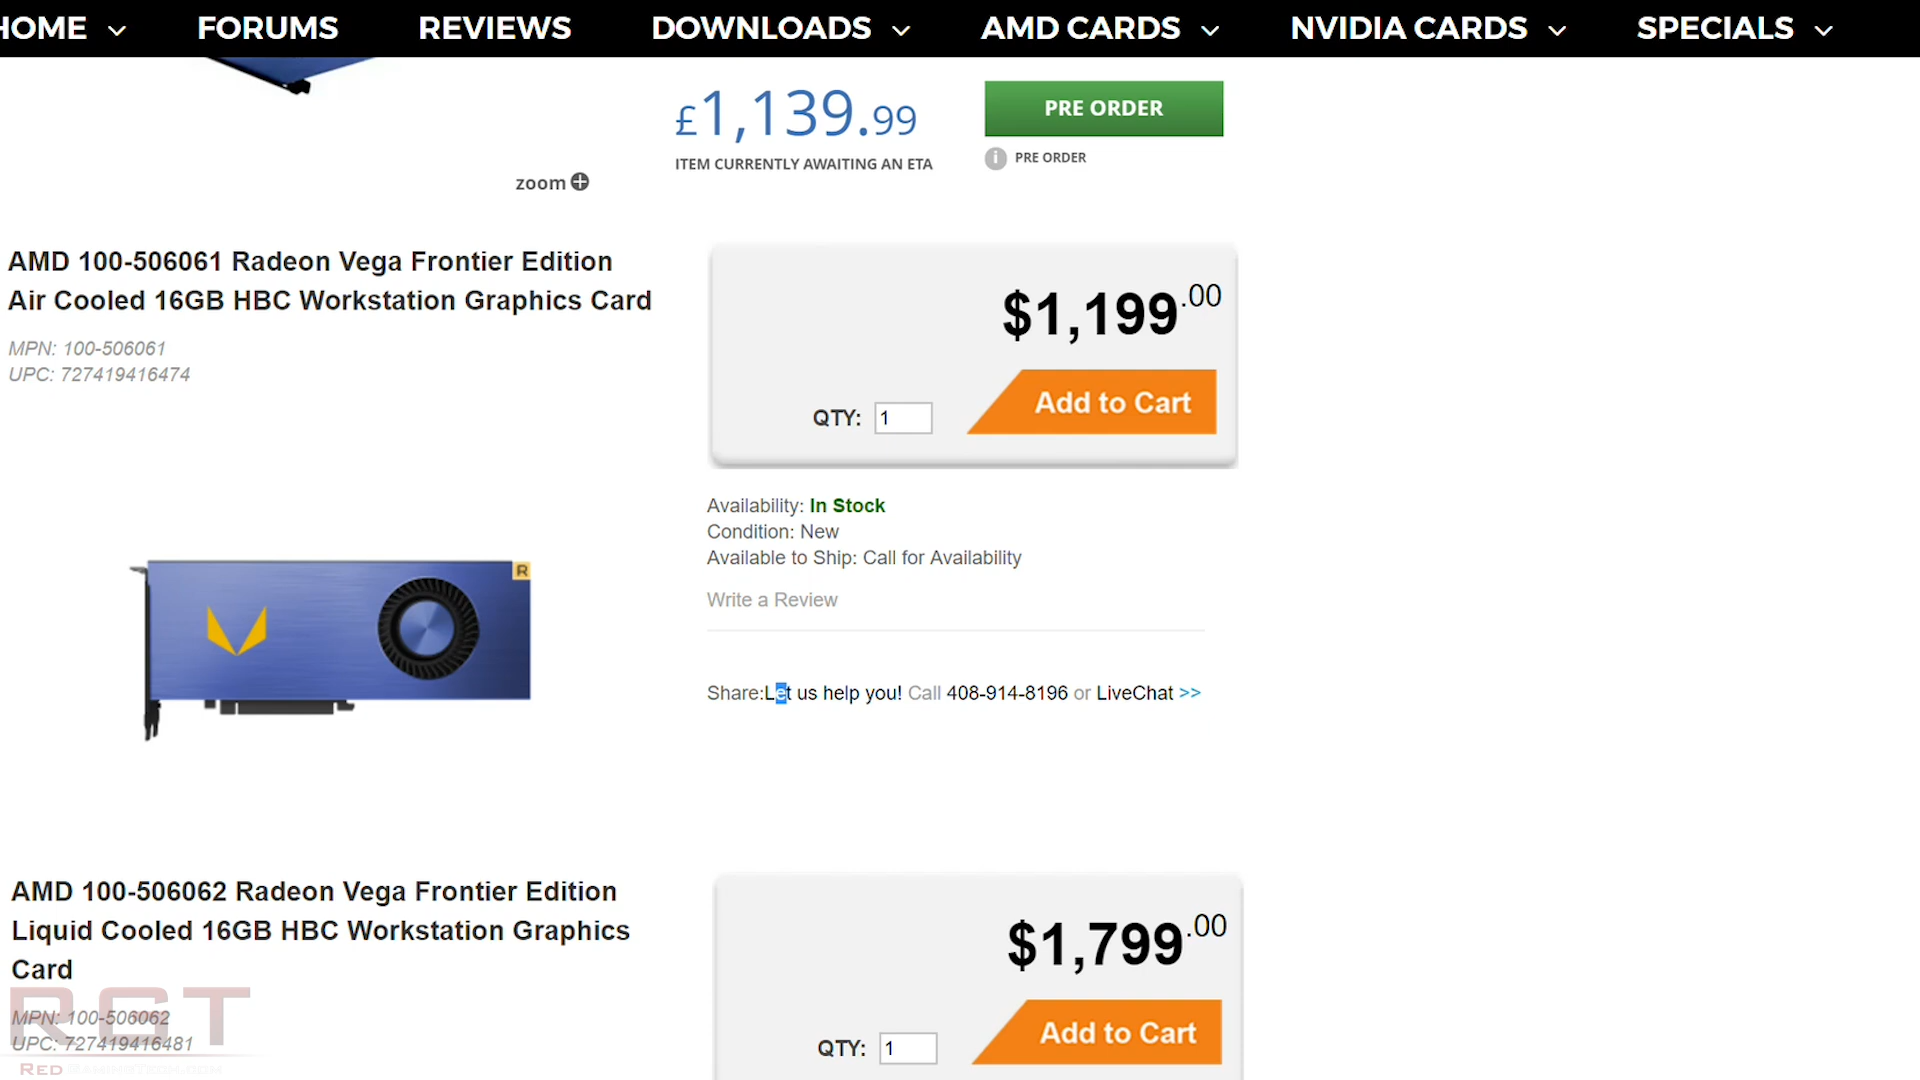 HOME FORUMS REVIEWS DOWNLOADS AMD CARDS NVIDIA CARDS SPECIALS
£1,139.99
PRE ORDER
ITEM CURRENTLY AWAITING AN ETA
i PRE ORDER
zoom
AMD 100-506061 Radeon Vega Frontier Edition
Air Cooled 16GB HBC Workstation Graphics Card
MPN: 100-506061
UPC: 727419416474
$1,199.00
QTY: 1
Add to Cart
Availability: In Stock
Condition: New
Available to Ship: Call for Availability
Write a Review
Share:Let us help you! Call 408-914-8196 or LiveChat >>
R
AMD 100-506062 Radeon Vega Frontier Edition
Liquid Cooled 16GB HBC Workstation Graphics
Card
MPN: 100-506062
UPC: 727419416481
$1,799.00
QTY: 1
Add to Cart
RGT
RED